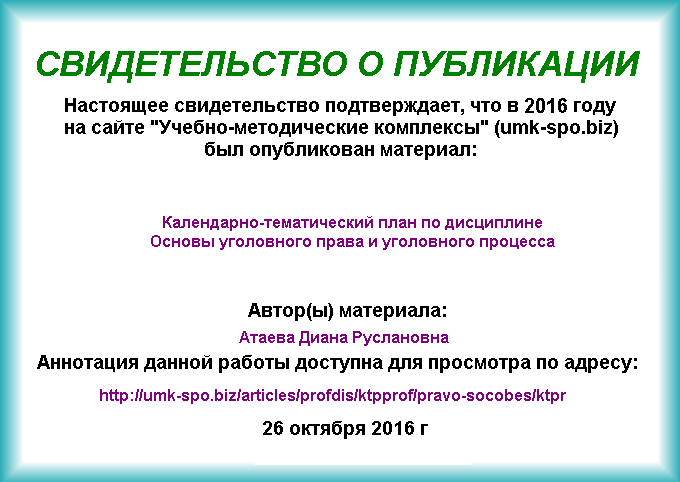 СВИДЕТЕЛЬСТВО О ПУБЛИКАЦИИ
Настоящее свидетельство подтверждает, что в 2016 году
на сайте "Учебно-методические комплексы" (umk-spo.biz)
был опубликован материал:
Календарно-тематический план по дисциплине
Основы уголовного права и уголовного процесса
Автор(ы) материала:
Атаева Диана Руслановна
Аннотация данной работы доступна для просмотра по адресу:
http://umk-spo.biz/articles/profdis/ktpprof/pravo-socobes/ktpr
26 октября 2016 г